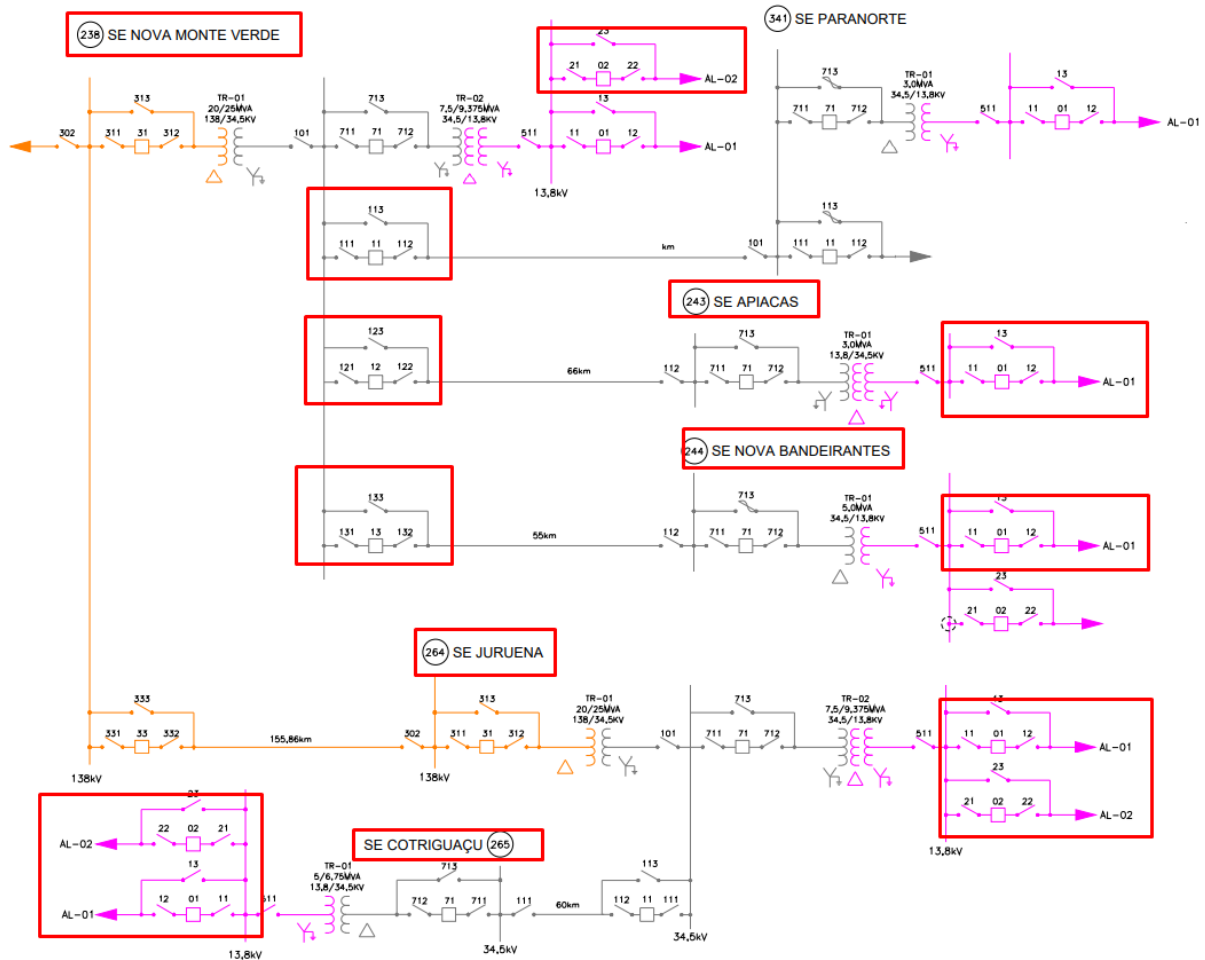 238 SE NOVA MONTE VERDE
341 SE PARANORTE
23
21 02 22
AL-02
313
TR-01
20/25MVA
138/34,5KV
302 311 31 312
101
713
711 71 712
TR-02
7,5/9,375MVA
34,5/13,8KV
511
13
11 01 12
AL-01
13,8kV
713
711 71 712
TR-01
3,0MVA
34,5/13,8KV
511
13
11 01 12
AL-01
113
111 11 112
km
101
113
111 11 112
243 SE APIACAS
123
121 12 122
66km
112
713
711 71 712
TR-01
3,0MVA
13,8/34,5KV
511
13
11 01 12
AL-01
244 SE NOVA BANDEIRANTES
133
131 13 132
55km
112
713
711 71 712
TR-01
5,0MVA
34,5/13,8KV
511
13
11 01 12
AL-01
23
21 02 22
264 SE JURUENA
333
331 33 332
138kV
155,86km
302
313
311 31 312
138kV
TR-01
20/25MVA
138/34,5KV
101
713
711 71 712
TR-02
7,5/9,375MVA
34,5/13,8KV
511
13
11 01 12
AL-01
23
21 02 22
AL-02
13,8kV
23
22 02 21
AL-02
13
12 01 11
AL-01
13,8kV
511
SE COTRIGUAÇU 265
TR-01
5/6,75MVA
13,8/34,5KV
713
712 71 711
111
34,5kV
60km
113
112 11 111
34,5kV